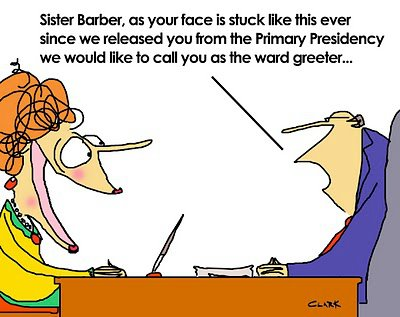 Sister Barber, as your face is stuck like this ever
since we released you from the Primary Presidency
we would like to call you as the ward greeter...
CLARK